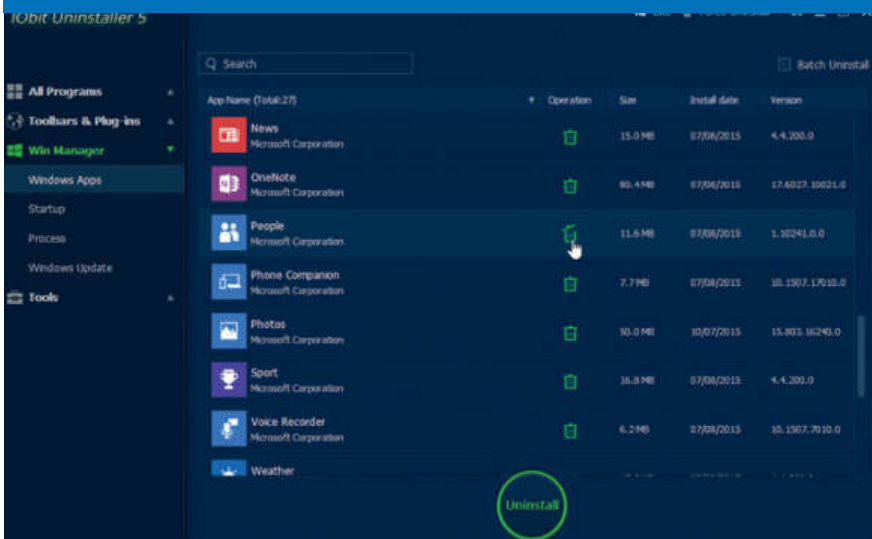 IObit Uninstaller 5
Search
Batch Uninstall
All Programs
Toolbars & Plug-ins
Win Manager
Windows Apps
Startup
Process
Windows Update
Tools
App Name (Total:27) Operation Size Install date Version
News
Microsoft Corporation
15.0 MB 07/08/2015 4.4.200.0
OneNote
Microsoft Corporation
80.4 MB 07/08/2015 17.6027.10021.0
People
Microsoft Corporation
11.6 MB 07/08/2015 1.10241.0.0
Phone Companion
Microsoft Corporation
7.7 MB 07/08/2015 10.1507.17010.0
Photos
Microsoft Corporation
50.0 MB 10/07/2015 15.803.16240.0
Sport
Microsoft Corporation
16.8 MB 07/08/2015 4.4.200.0
Voice Recorder
Microsoft Corporation
6.2 MB 07/08/2015 10.1507.7010.0
Weather
Uninstall